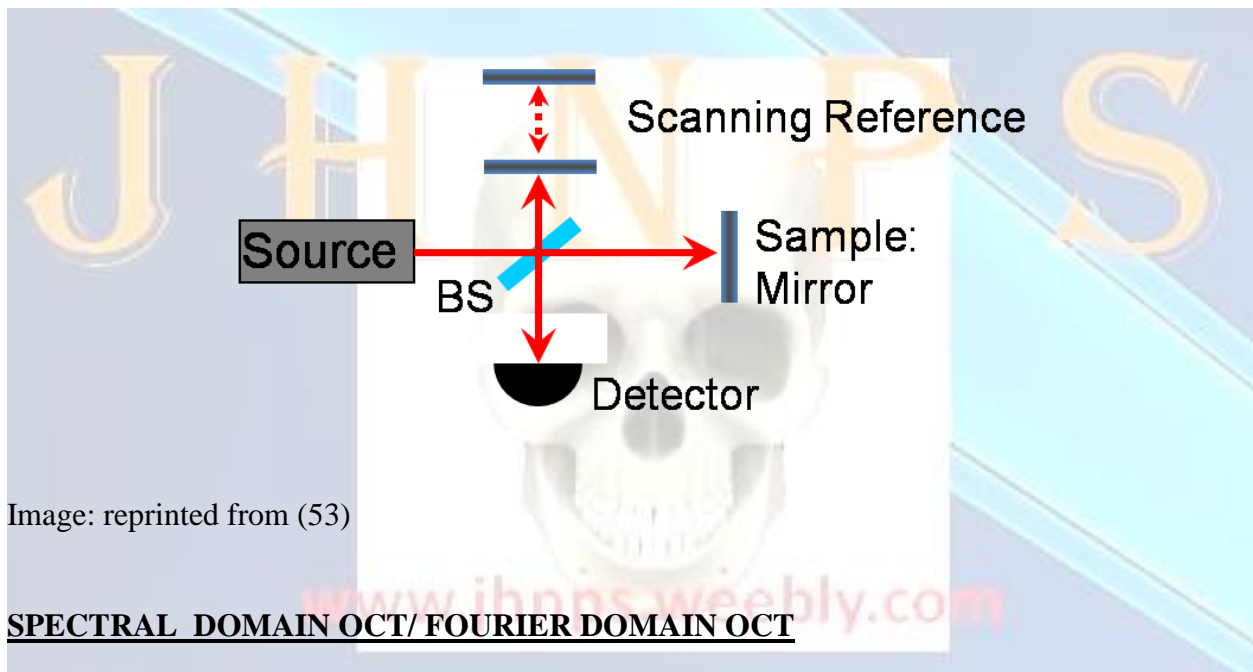 J H N P S
Scanning Reference
Source
Sample:
Mirror
BS
Detector
Image: reprinted from (53)
www.jhnps.weebly.com
SPECTRAL DOMAIN OCT/ FOURIER DOMAIN OCT